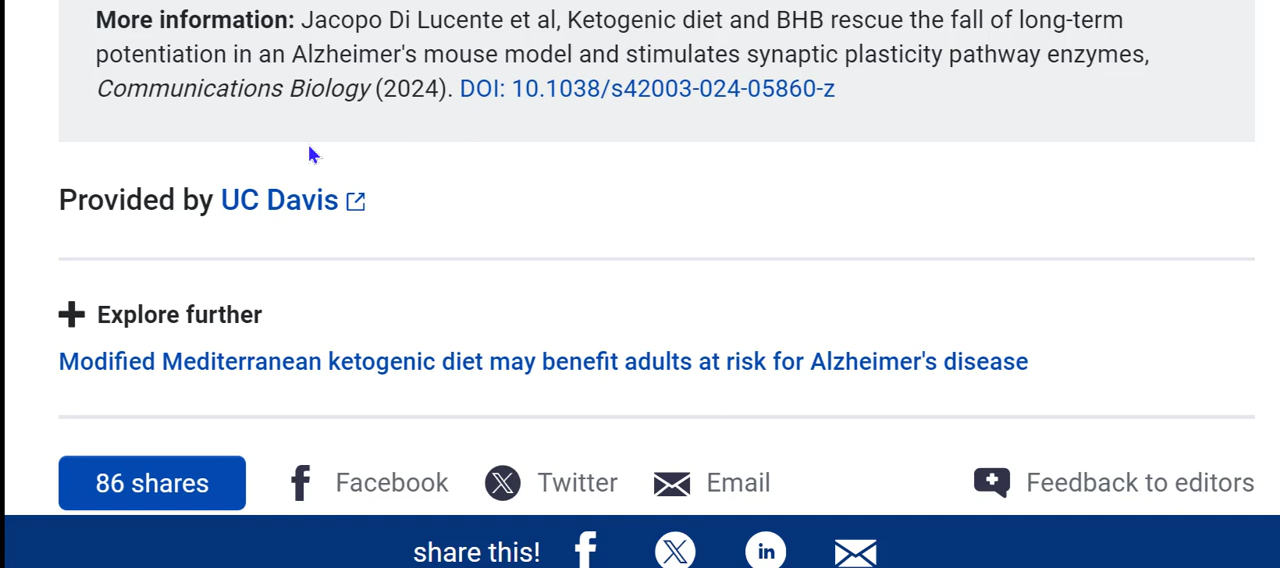 More information: Jacopo Di Lucente et al, Ketogenic diet and BHB rescue the fall of long-term
potentiation in an Alzheimer's mouse model and stimulates synaptic plasticity pathway enzymes,
Communications Biology (2024). DOI: 10.1038/s42003-024-05860-z
Provided by UC Davis
Explore further
Modified Mediterranean ketogenic diet may benefit adults at risk for Alzheimer's disease
86 shares Facebook Twitter Email Feedback to editors
share this!